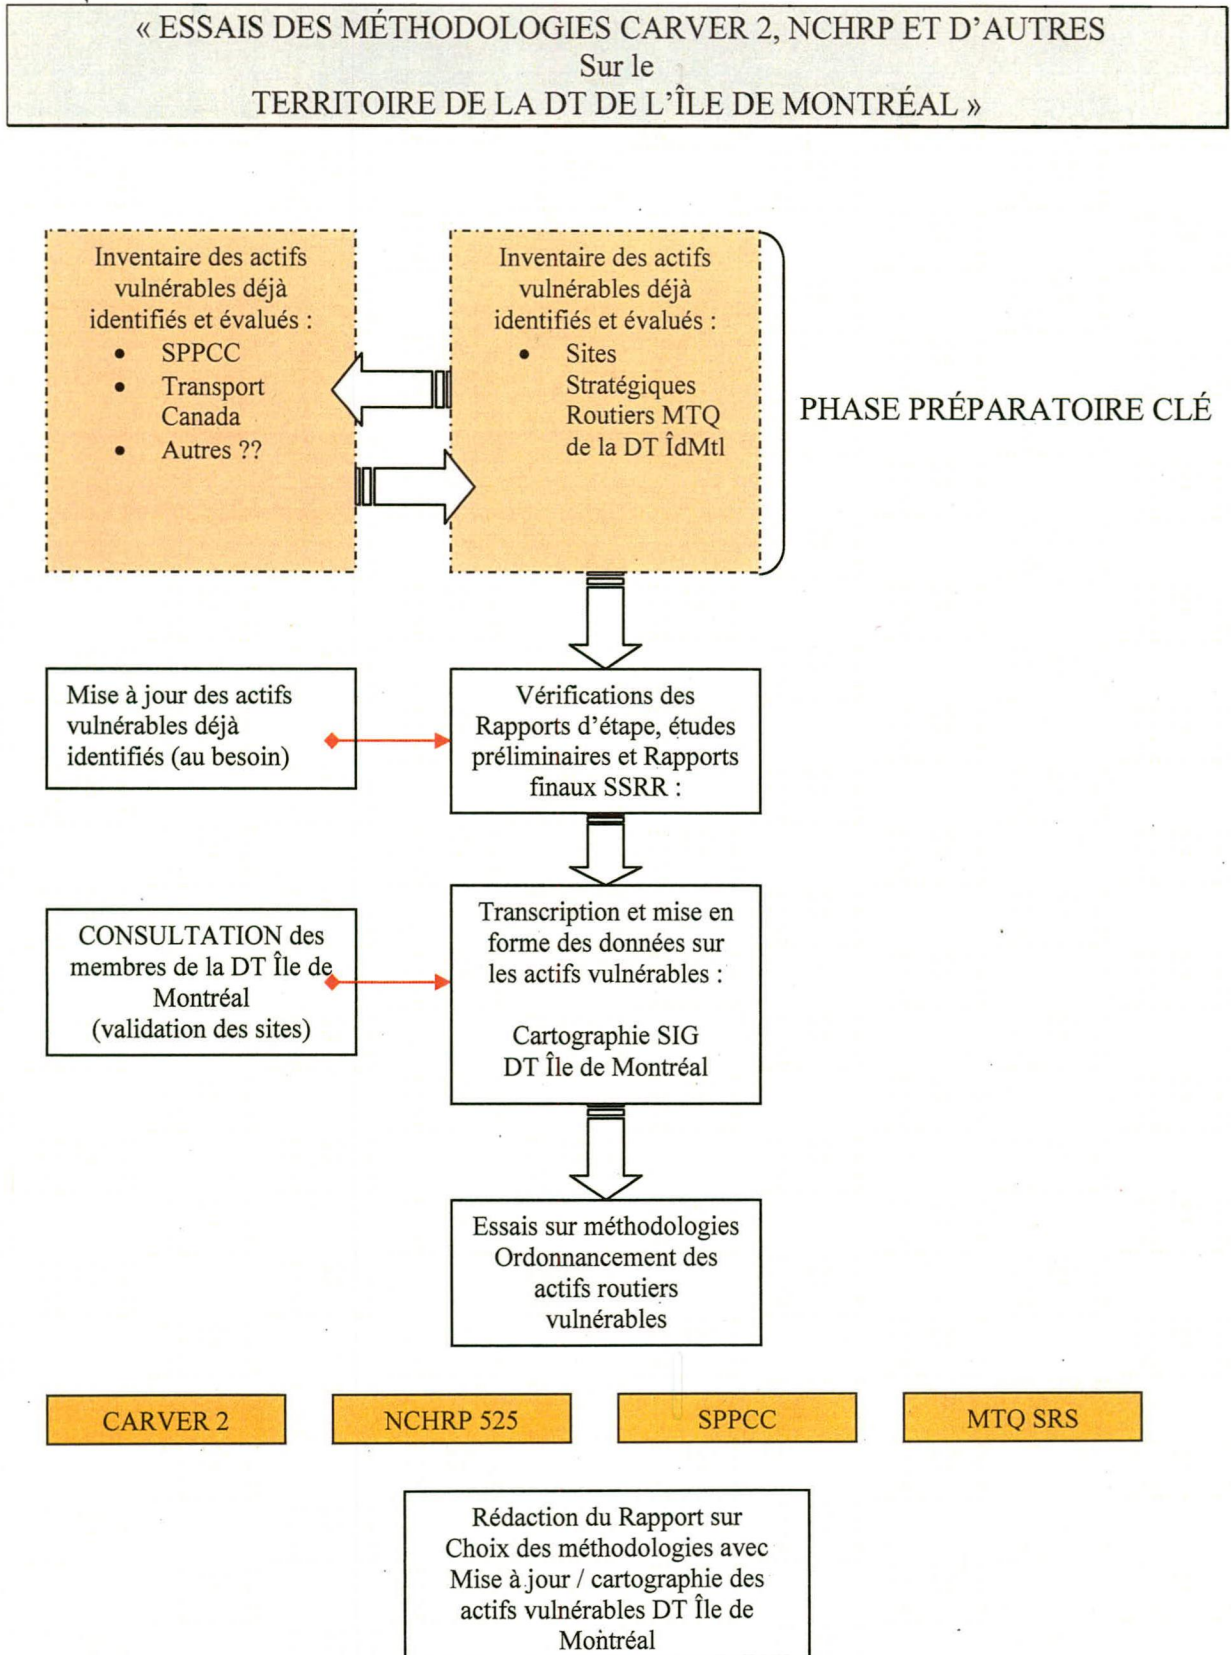 « ESSAIS DES MÉTHODOLOGIES CARVER 2, NCHRP ET D'AUTRES
Sur le
TERRITOIRE DE LA DT DE L'ÎLE DE MONTRÉAL »
Inventaire des actifs
vulnérables déjà
identifiés et évalués :
• SPPCC
• Transport
Canada
• Autres ??
Inventaire des actifs
vulnérables déjà
identifiés et évalués :
• Sites
Stratégiques
Routiers MTQ
de la DT ÎdMtl
PHASE PRÉPARATOIRE CLÉ
Mise à jour des actifs
vulnérables déjà
identifiés (au besoin)
Vérifications des
Rapports d'étape, études
préliminaires et Rapports
finaux SSRR :
CONSULTATION des
membres de la DT Île de
Montréal
(validation des sites)
Transcription et mise en
forme des données sur
les actifs vulnérables :
Cartographie SIG
DT Île de Montréal
Essais sur méthodologies
Ordonnancement des
actifs routiers
vulnérables
CARVER 2
NCHRP 525
SPPCC
MTQ SRS
Rédaction du Rapport sur
Choix des méthodologies avec
Mise à jour / cartographie des
actifs vulnérables DT Île de
Montréal